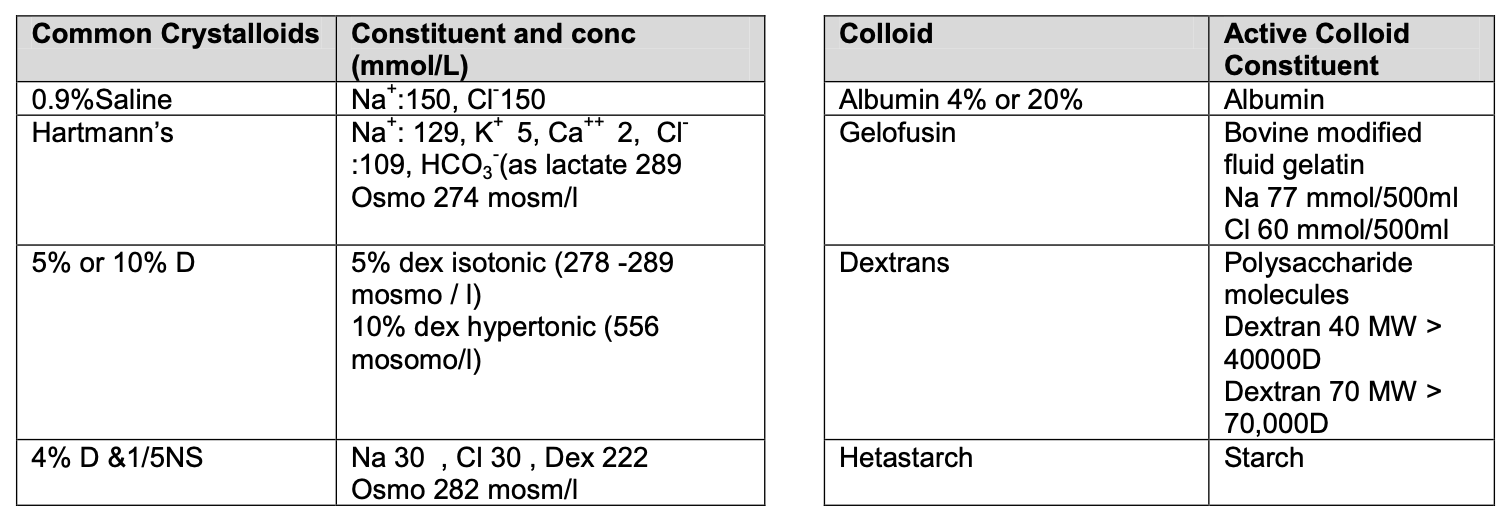 Common Crystalloids
Constituent and conc
(mmol/L)
0.9%Saline
Na⁺:150, Cl⁻150
Hartmann’s
Na⁺: 129, K⁺ 5, Ca⁺⁺ 2, Cl⁻
:109, HCO₃⁻(as lactate 289
Osmo 274 mosm/l
5% or 10% D
5% dex isotonic (278 -289
mosmo / l)
10% dex hypertonic (556
mosomo/l)
4% D &1/5NS
Na 30 , Cl 30 , Dex 222
Osmo 282 mosm/l
Colloid
Active Colloid
Constituent
Albumin 4% or 20%
Albumin
Gelofusin
Bovine modified
fluid gelatin
Na 77 mmol/500ml
Cl 60 mmol/500ml
Dextrans
Polysaccharide
molecules
Dextran 40 MW >
40000D
Dextran 70 MW >
70,000D
Hetastarch
Starch